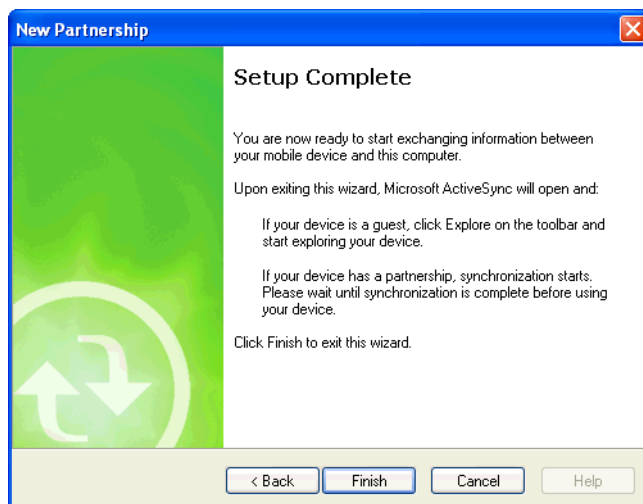 New Partnership
Setup Complete
You are now ready to start exchanging information between
your mobile device and this computer.
Upon exiting this wizard, Microsoft ActiveSync will open and:
If your device is a guest, click Explore on the toolbar and
start exploring your device.
If your device has a partnership, synchronization starts.
Please wait until synchronization is complete before using
your device.
Click Finish to exit this wizard.
< Back
Finish
Cancel
Help